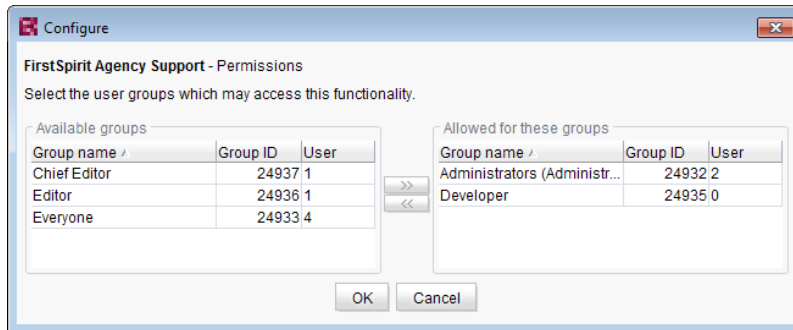 Configure
FirstSpirit Agency Support - Permissions
Select the user groups which may access this functionality.
Available groups
Group name Group ID User
Chief Editor 24937 1
Editor 24936 1
Everyone 24933 4
>>
<<
Allowed for these groups
Group name Group ID User
Administrators (Administr... 24932 2
Developer 24935 0
OK Cancel